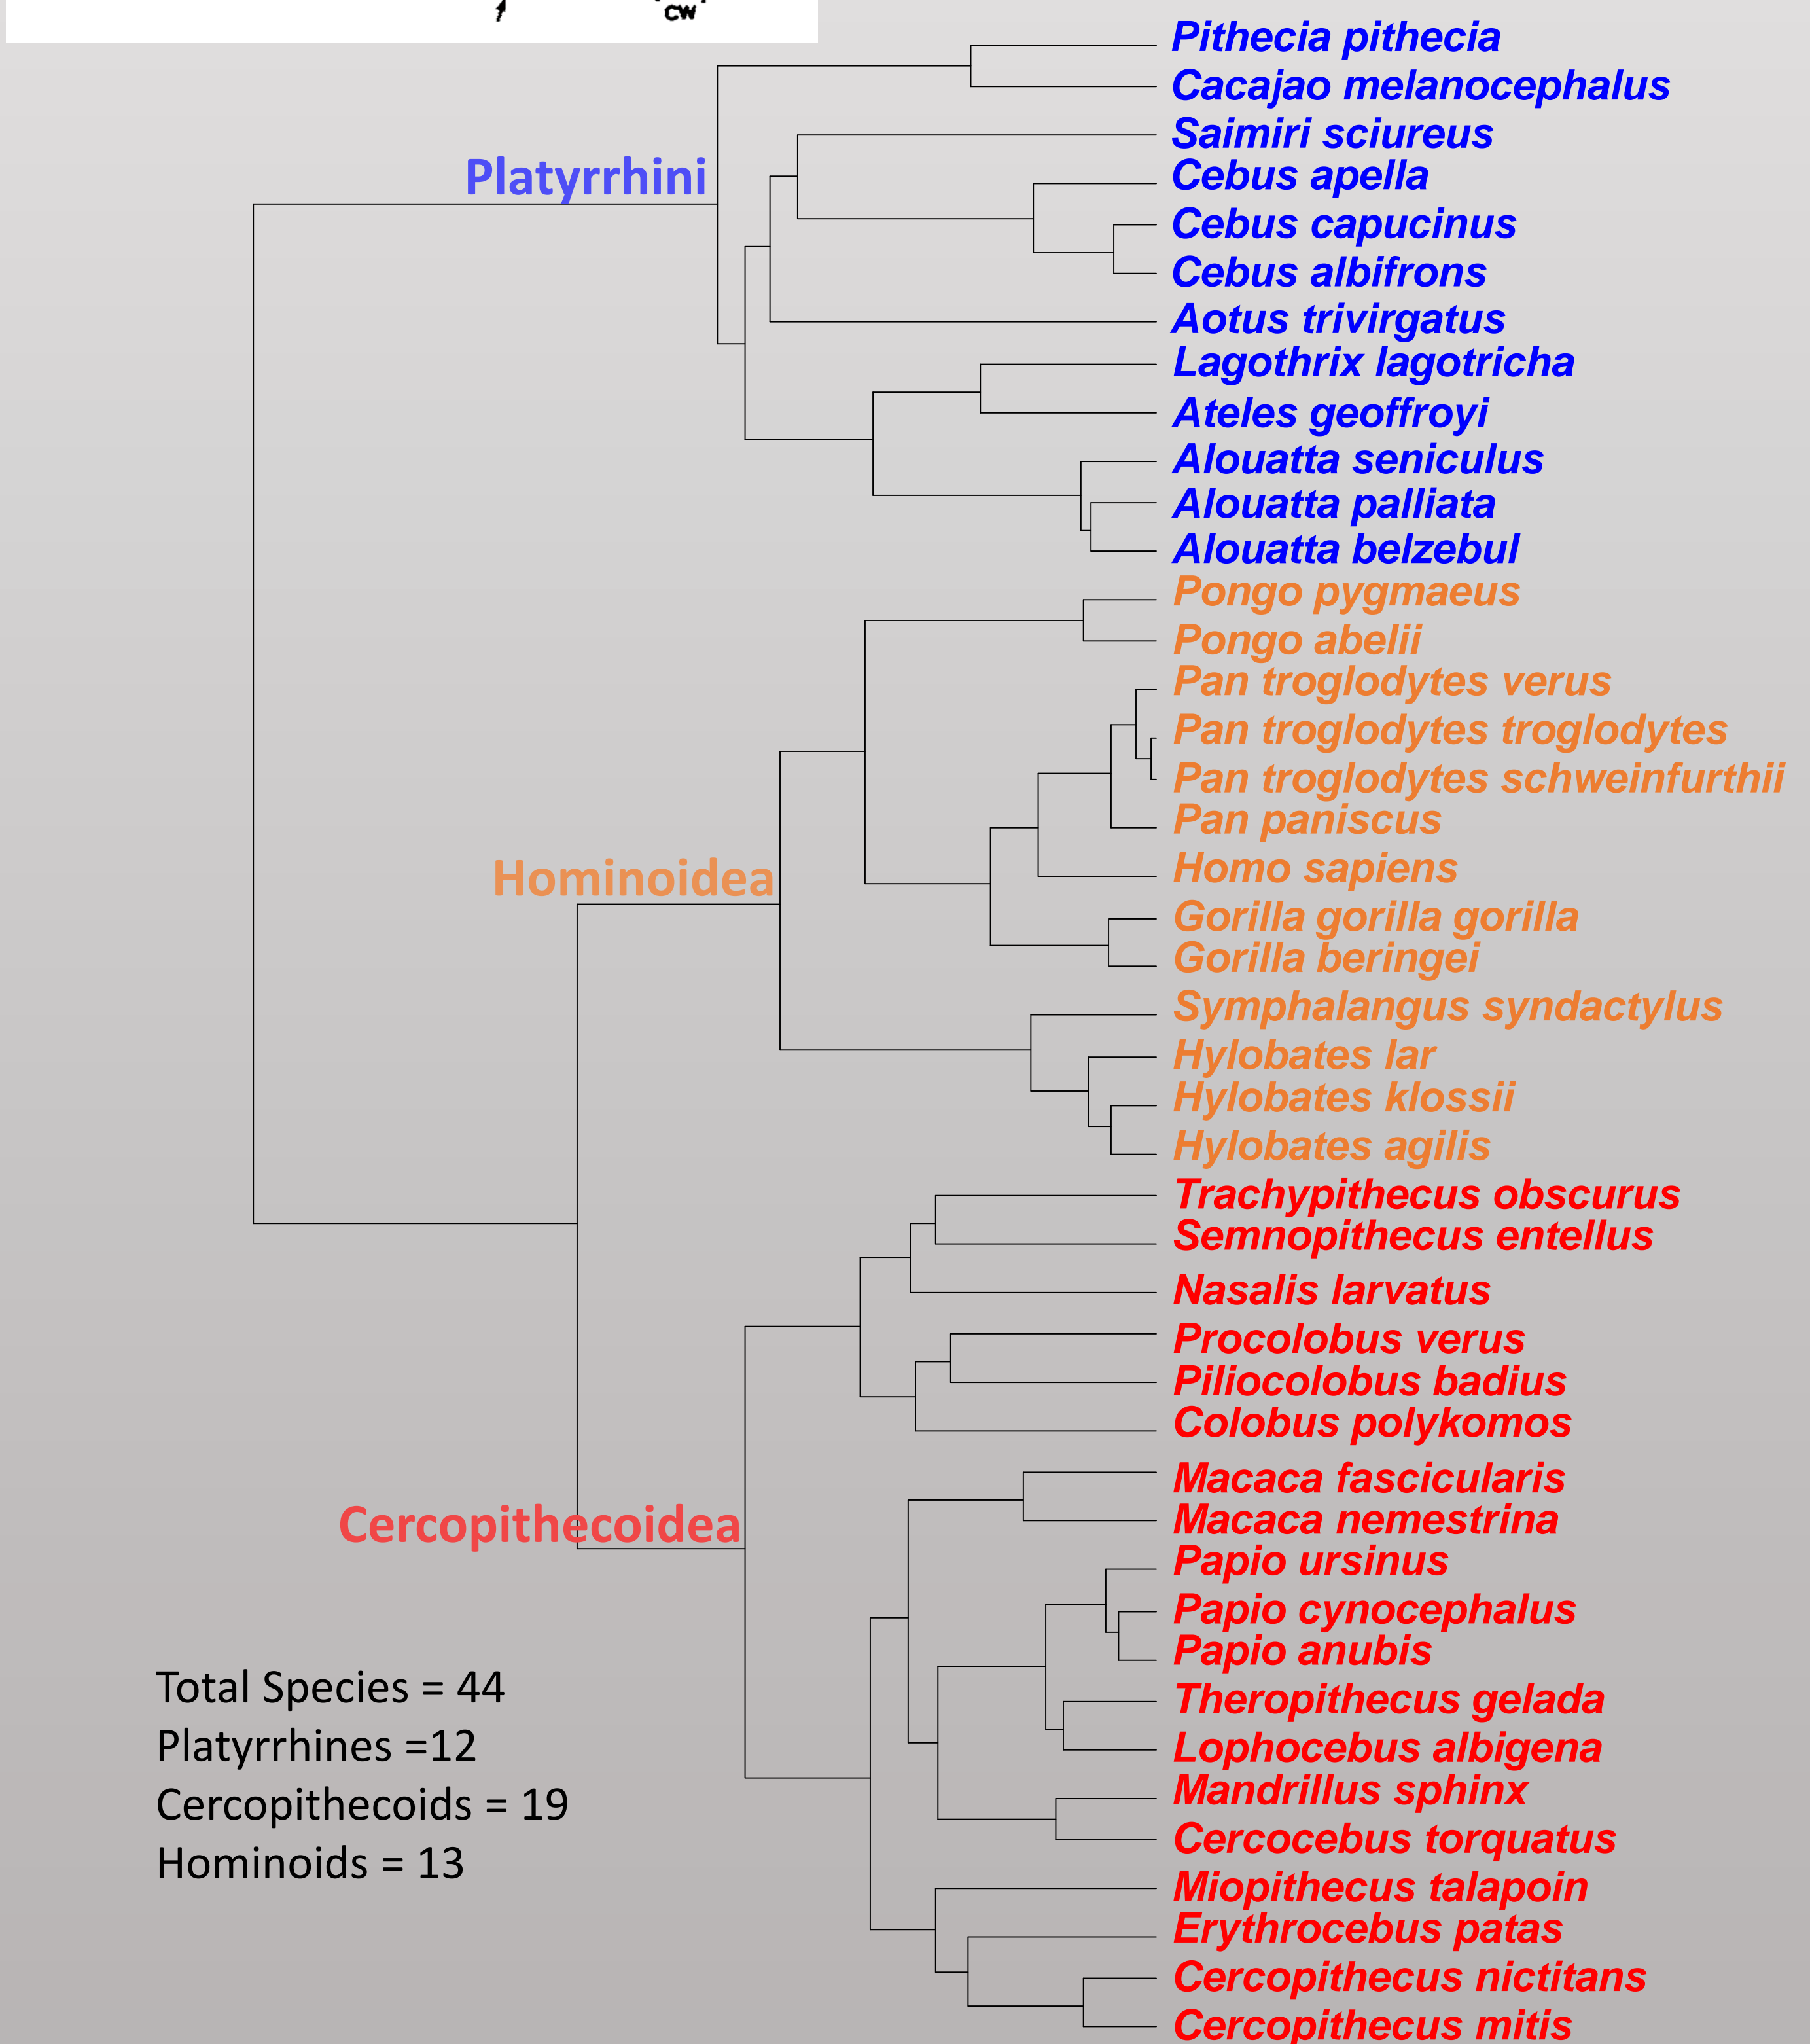 CW
Pithecia pithecia
Cacajao melanocephalus
Saimiri sciureus
Platyrrhini
Cebus apella
Cebus capucinus
Cebus albifrons
Aotus trivirgatus
Lagothrix lagotricha
Ateles geoffroyi
Alouatta seniculus
Alouatta palliata
Alouatta belzebul
Pongo pygmaeus
Pongo abelii
Pan troglodytes verus
Pan troglodytes troglodytes
Pan troglodytes schweinfurthii
Pan paniscus
Homo sapiens
Hominoidea
Gorilla gorilla gorilla
Gorilla beringei
Symphalangus syndactylus
Hylobates lar
Hylobates klossii
Hylobates agilis
Trachypithecus obscurus
Semnopithecus entellus
Nasalis larvatus
Procolobus verus
Piliocolobus badius
Colobus polykomos
Macaca fascicularis
Macaca nemestrina
Cercopithecoidea
Papio ursinus
Papio cynocephalus
Papio anubis
Theropithecus gelada
Lophocebus albigena
Mandrillus sphinx
Cercocebus torquatus
Miopithecus talapoin
Erythrocebus patas
Cercopithecus nictitans
Cercopithecus mitis
Total Species = 44
Platyrrhines =12
Cercopithecoids = 19
Hominoids = 13